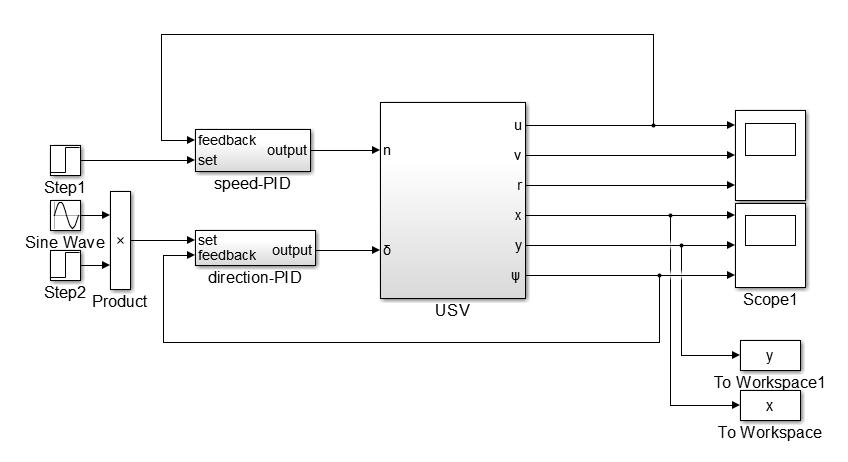 feedback
set
output
speed-PID
Step1
Sine Wave
Step2
×
Product
set
feedback
output
direction-PID
n
δ
u
v
r
x
y
ψ
USV
Scope1
y
To Workspace1
x
To Workspace